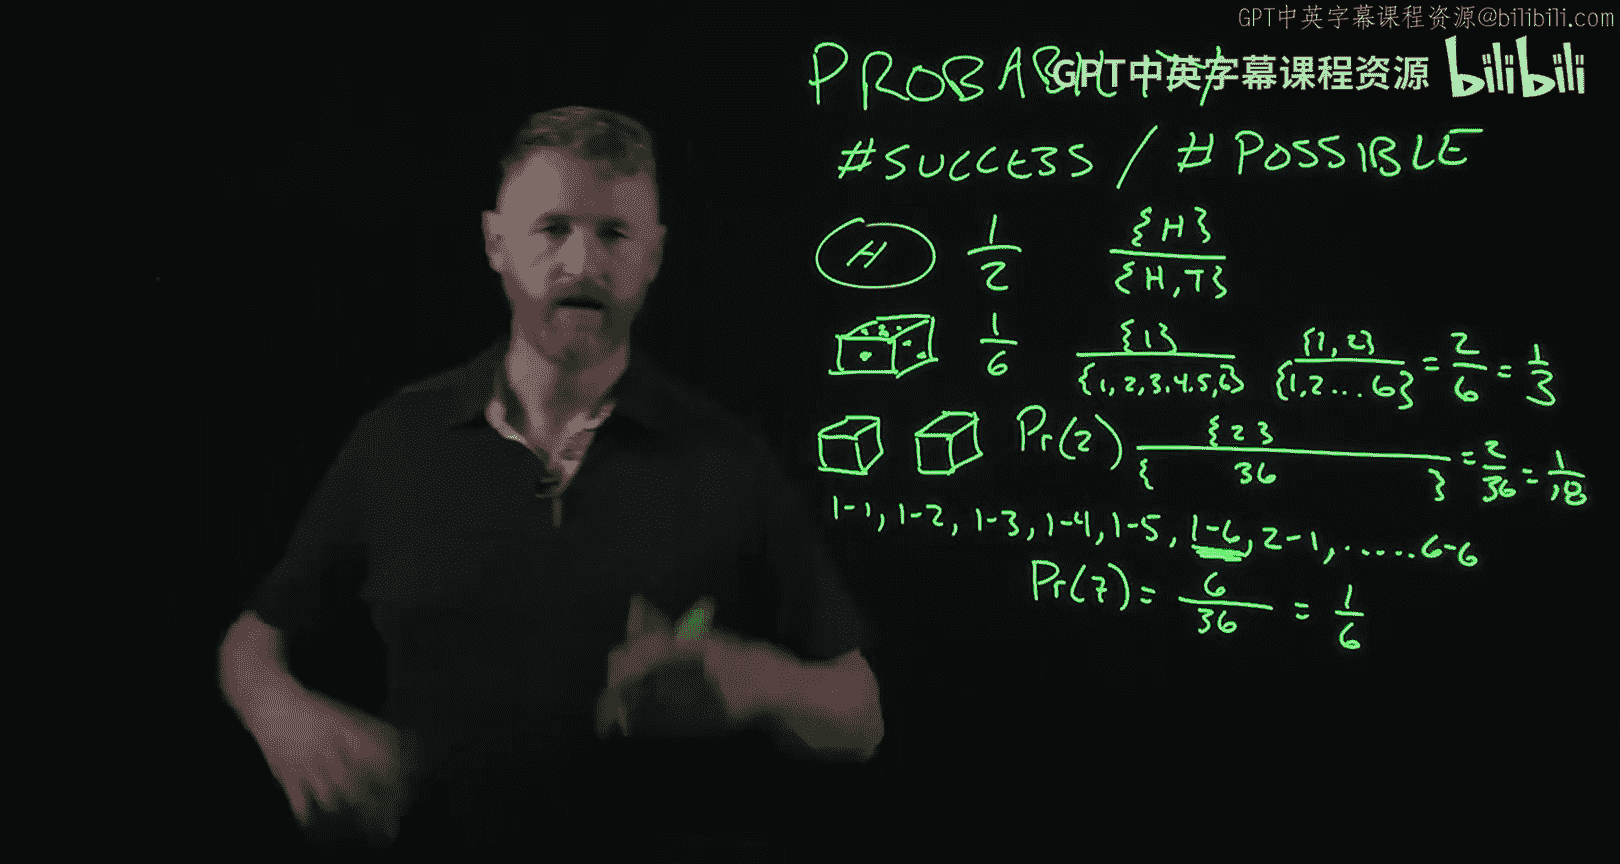 GPT中英字幕课程资源@bilibili.com
PROBABILITY
GPT中英字幕课程资源 bilibili
#SUCCESS / # POSSIBLE
H 1/2 {H}/{H,T}
1/6 {1}/{1,2,3.4.5,6} {1,2}/{1,2...6} = 2/6 = 1/3
Pr(2) {2}/{36} = 2/36 = 1/18
1-1, 1-2, 1-3, 1-4, 1-5, 1-6, 2-1, ...... 6-6
Pr(7) = 6/36 = 1/6